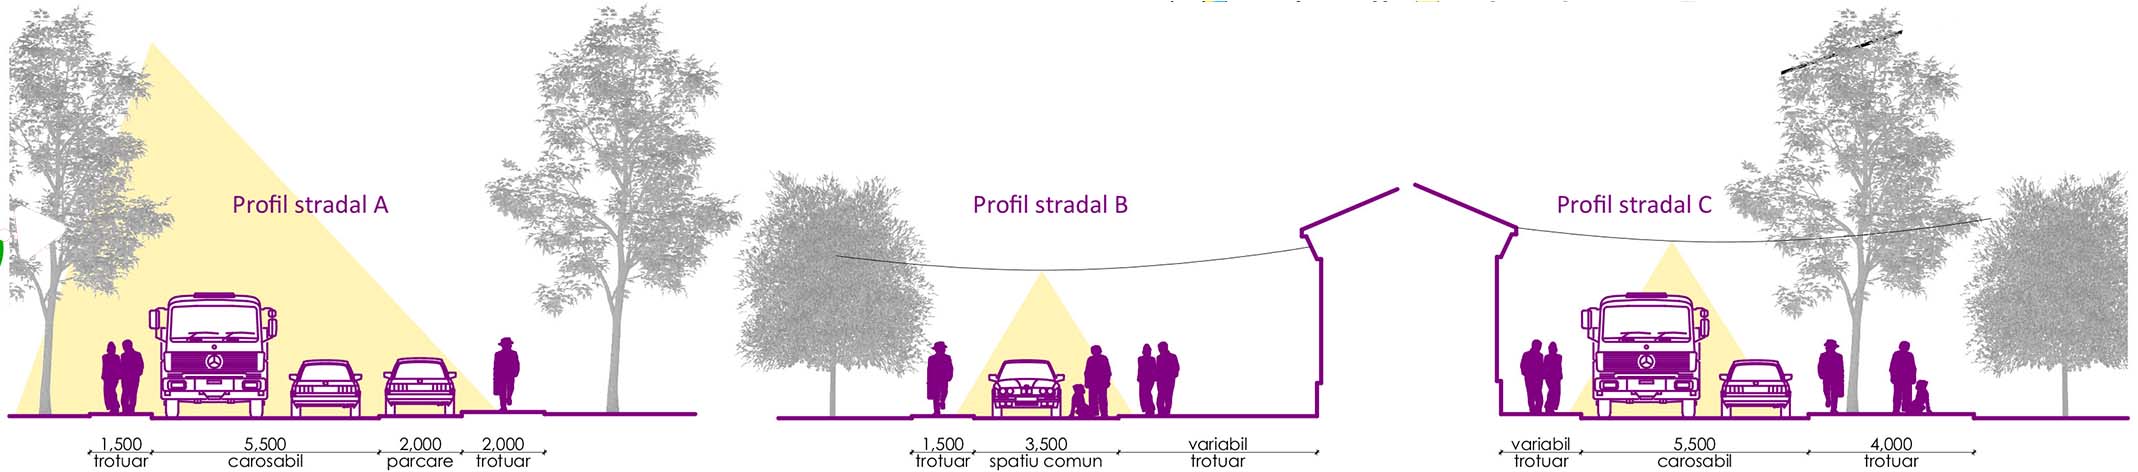 Profil stradal A
1,500
trotuar
5,500
carosabil
2,000
parcare
2,000
trotuar
Profil stradal B
1,500
trotuar
3,500
spatiu comun
variabil
trotuar
Profil stradal C
variabil
trotuar
5,500
carosabil
4,000
trotuar